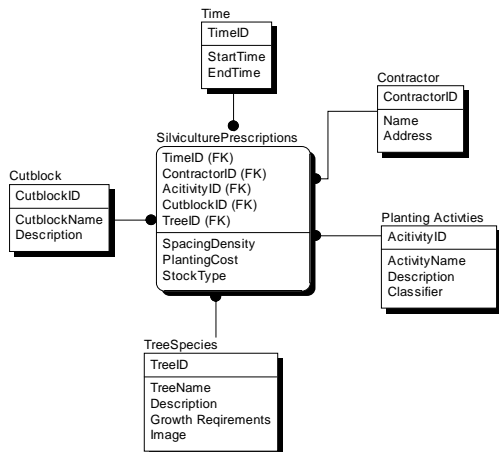 Time
TimeID
StartTime
EndTime
Contractor
ContractorID
Name
Address
SilviculturePrescriptions
TimeID (FK)
ContractorID (FK)
AcitivityID (FK)
CutblockID (FK)
TreeID (FK)
SpacingDensity
PlantingCost
StockType
Cutblock
CutblockID
CutblockName
Description
Planting Activties
AcitivityID
ActivityName
Description
Classifier
TreeSpecies
TreeID
TreeName
Description
Growth Reqirements
Image